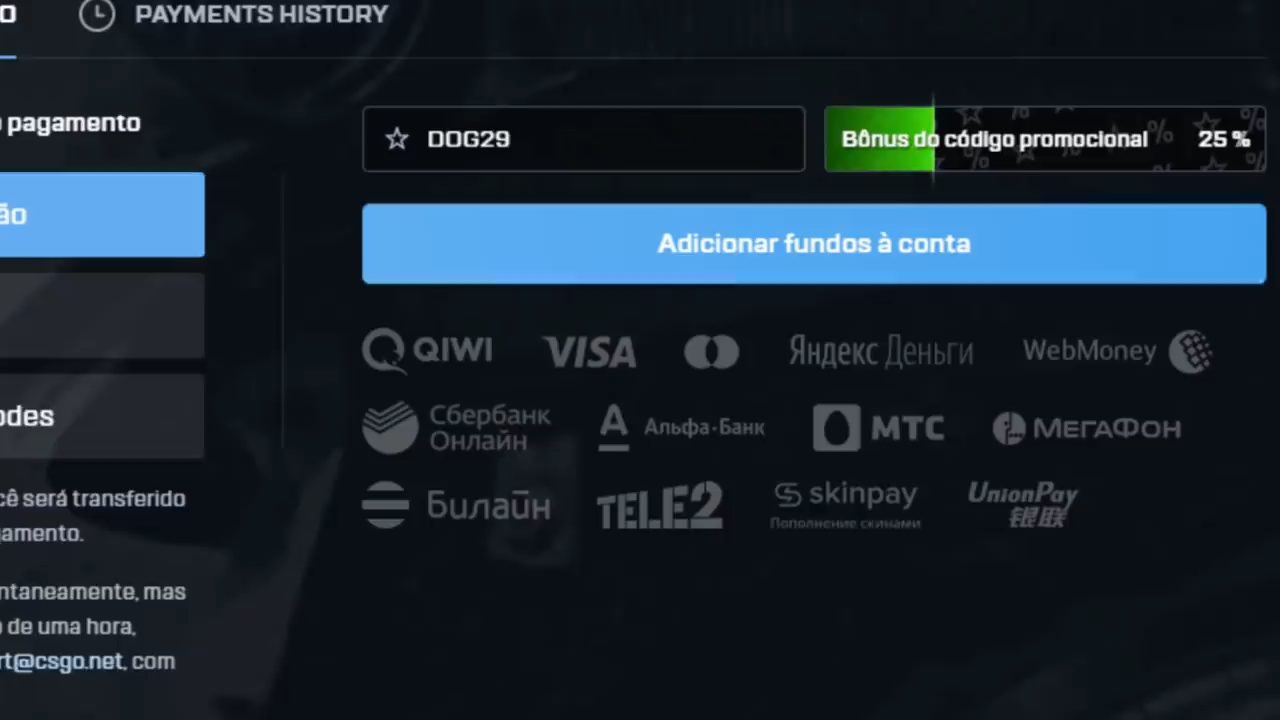 O
PAYMENTS HISTORY
pagamento
ão
odes
cê será transferido
gamento.
ntaneamente, mas
de uma hora,
rt@csgo.net, com
DOG29
Bônus do código promocional 25 %
Adicionar fundos à conta
QIWI VISA Яндекс Деньги WebMoney
Сбербанк
Онлайн
Альфа-Банк
МТС
МЕГАФОН
Билайн
TELE2
skinpay
Пополнение скинами
UnionPay
银联